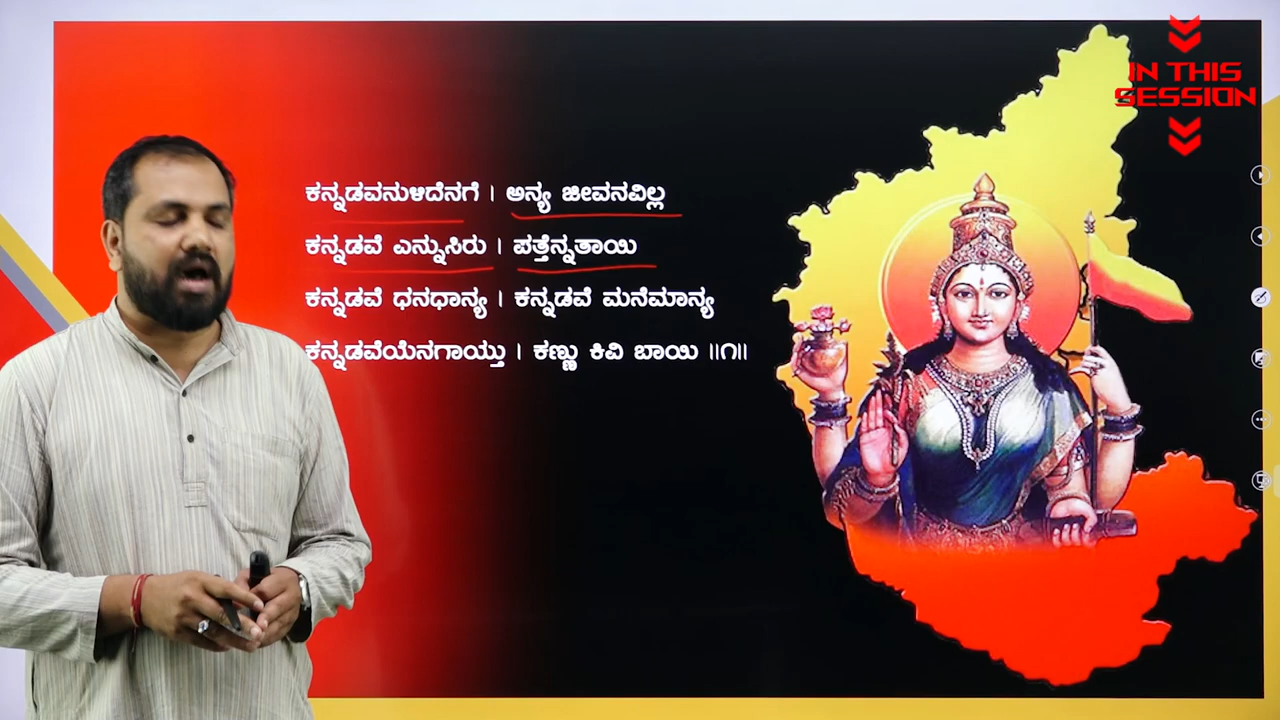 IN THIS
SESSION
ಕನ್ನಡವನುಳಿದೆನಗೆ । ಅನ್ಯ ಜೀವನವಿಲ್ಲ
ಕನ್ನಡವೆ ಎನ್ನುಸಿರು । ಪತ್ತೆನ್ನತಾಯಿ
ಕನ್ನಡವೆ ಧನಧಾನ್ಯ । ಕನ್ನಡವೆ ಮನೆಮಾನ್ಯ
ಕನ್ನಡವೆಯೆನಗಾಯ್ತು । ಕಣ್ಣು ಕಿವಿ ಬಾಯಿ ॥೧॥